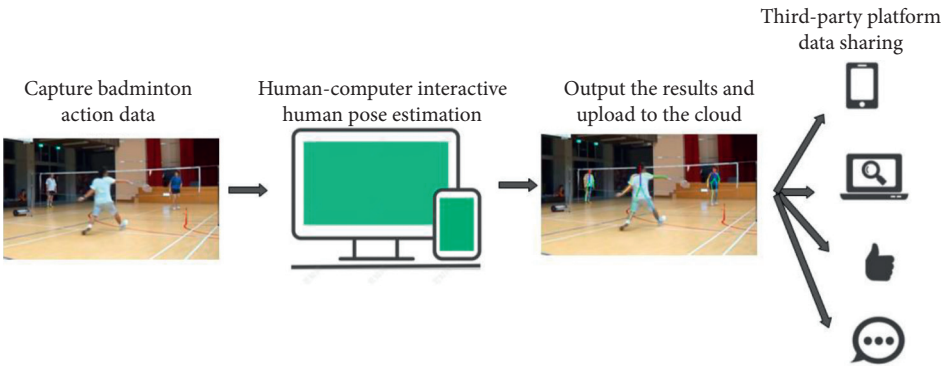 Capture badminton
action data
Human-computer interactive
human pose estimation
Output the results and
upload to the cloud
Third-party platform
data sharing